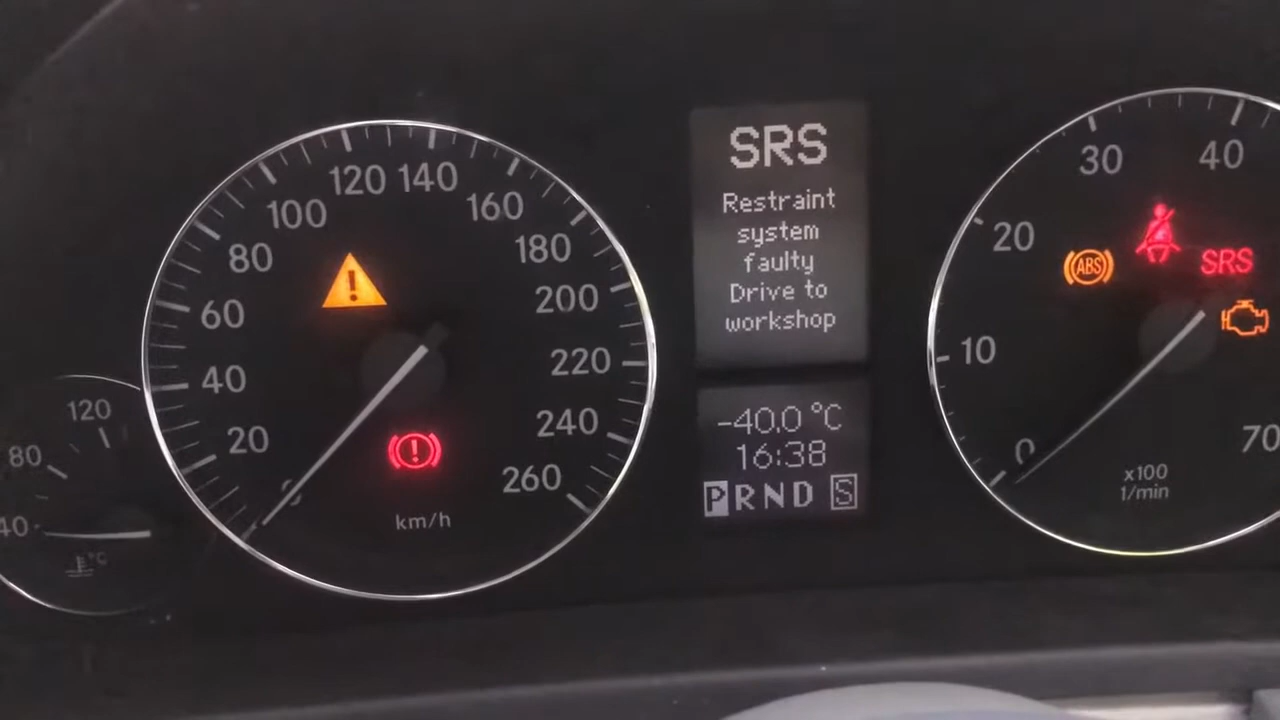 120
80
40
°C
120 140
100
160
80
180
60
200
40
220
20
240
0
260
km/h
!
!
SRS
Restraint
system
faulty
Drive to
workshop
-40.0 °C
16:38
PRND S
30
40
20
ABS
SRS
10
0
70
x100
1/min